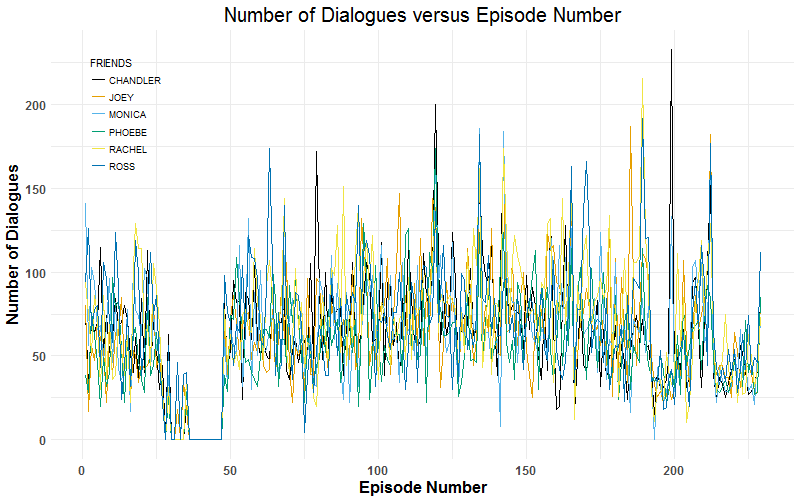 Number of Dialogues versus Episode Number
FRIENDS
CHANDLER
JOEY
MONICA
PHOEBE
RACHEL
ROSS
200
150
100
50
0
Number of Dialogues
0
50
100
150
200
Episode Number